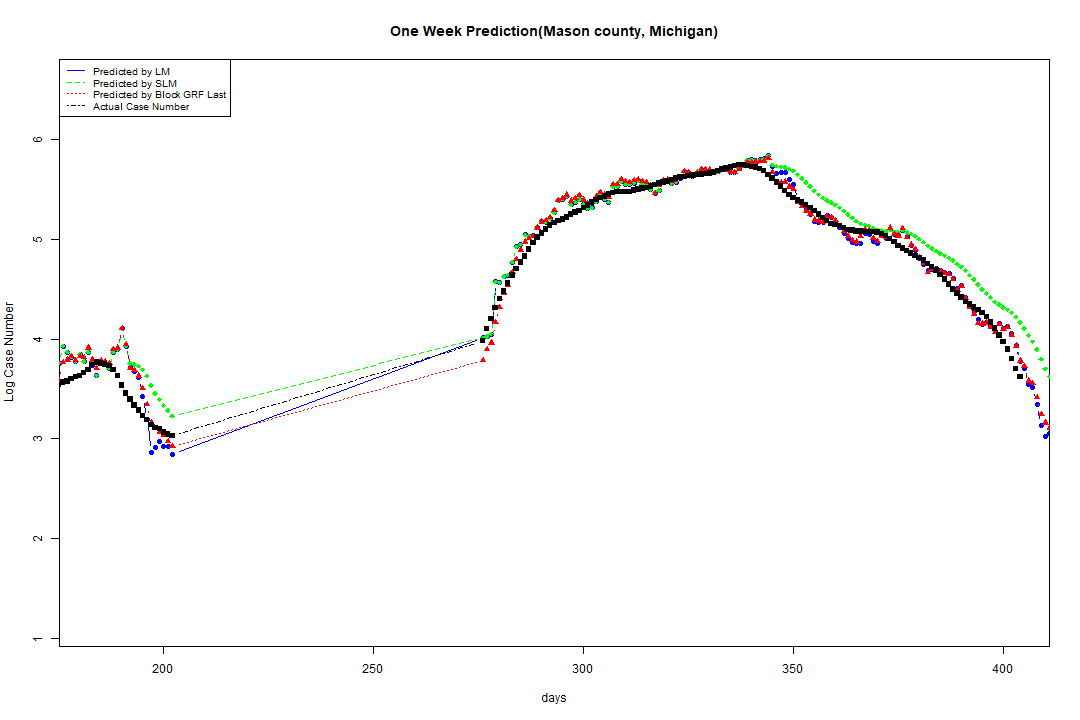 One Week Prediction(Mason county, Michigan)
Predicted by LM
Predicted by SLM
Predicted by Block GRF Last
Actual Case Number
6
5
4
3
2
1
Log Case Number
200 250 300 350 400
days